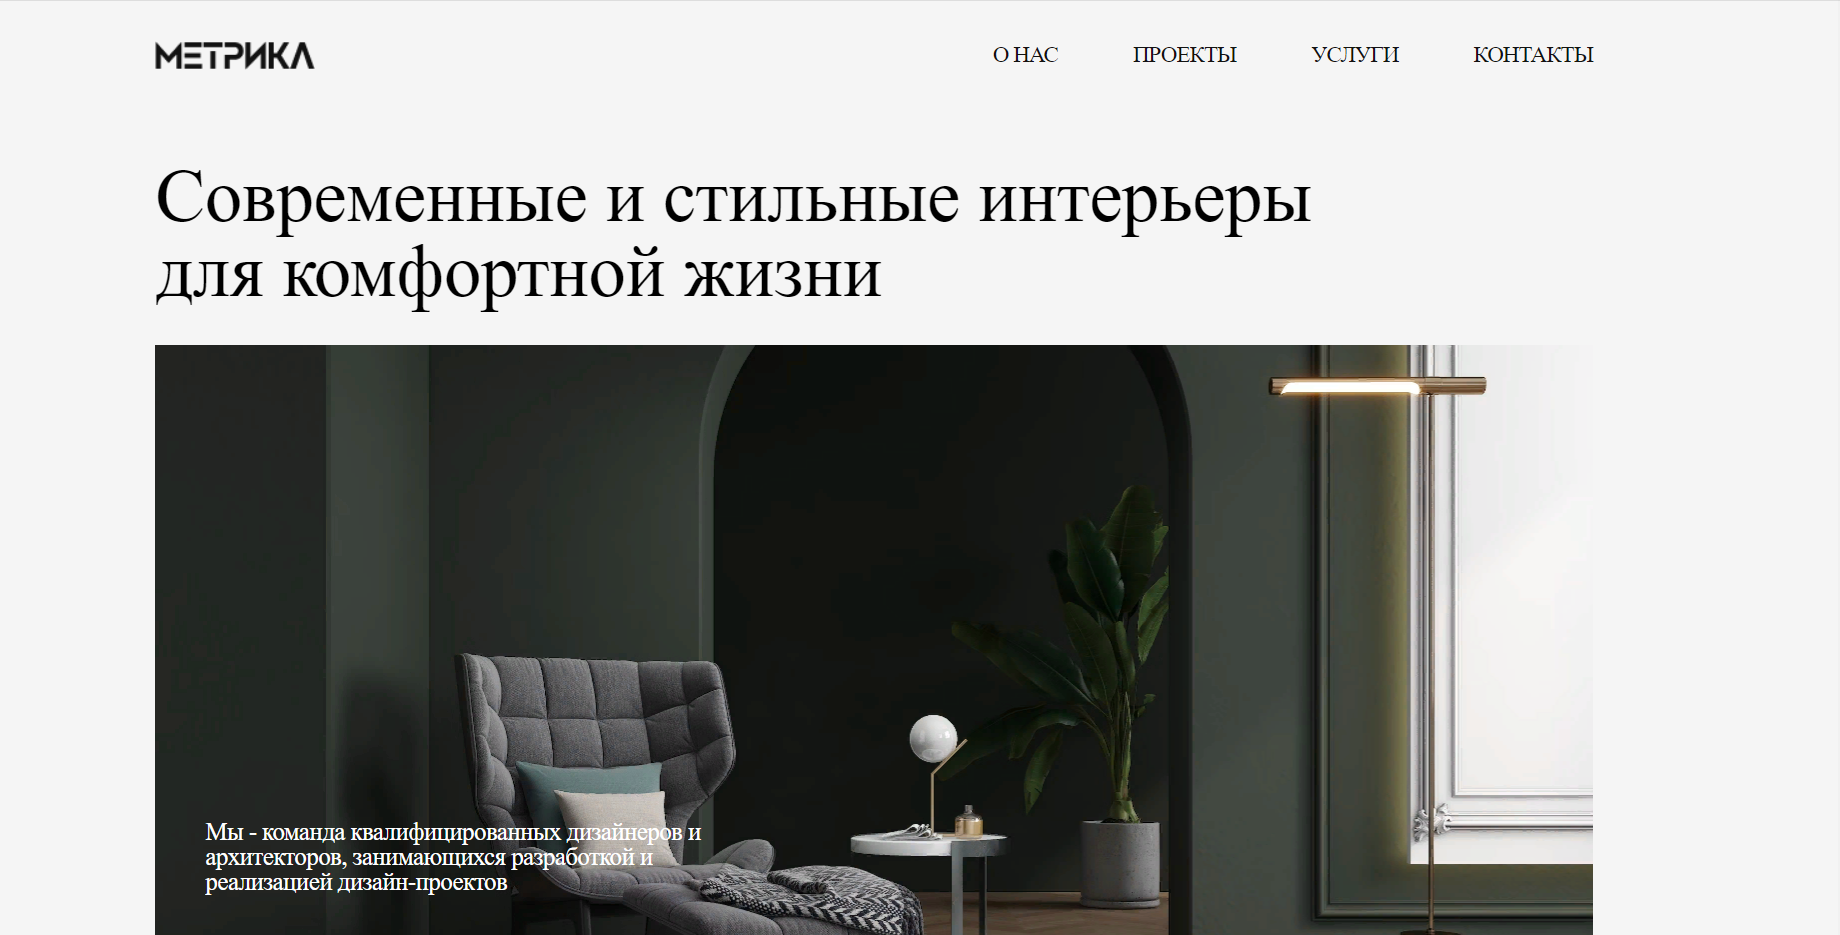 МЕТРИКА
О НАС ПРОЕКТЫ УСЛУГИ КОНТАКТЫ
Современные и стильные интерьеры
для комфортной жизни
Мы - команда квалифицированных дизайнеров и
архитекторов, занимающихся разработкой и
реализацией дизайн-проектов